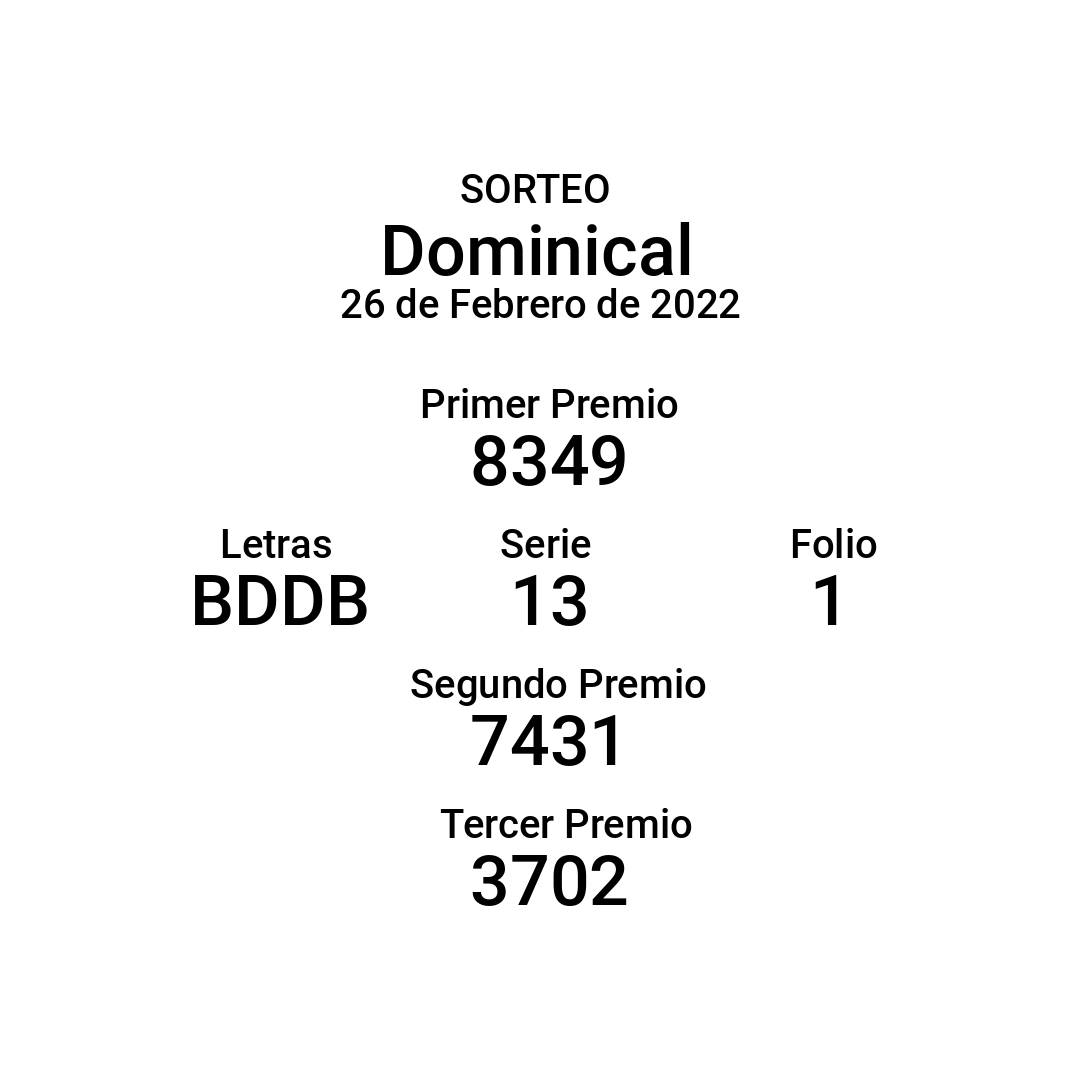 SORTEO
Dominical
26 de Febrero de 2022
Primer Premio
8349
Letras Serie Folio
BDDB 13 1
Segundo Premio
7431
Tercer Premio
3702